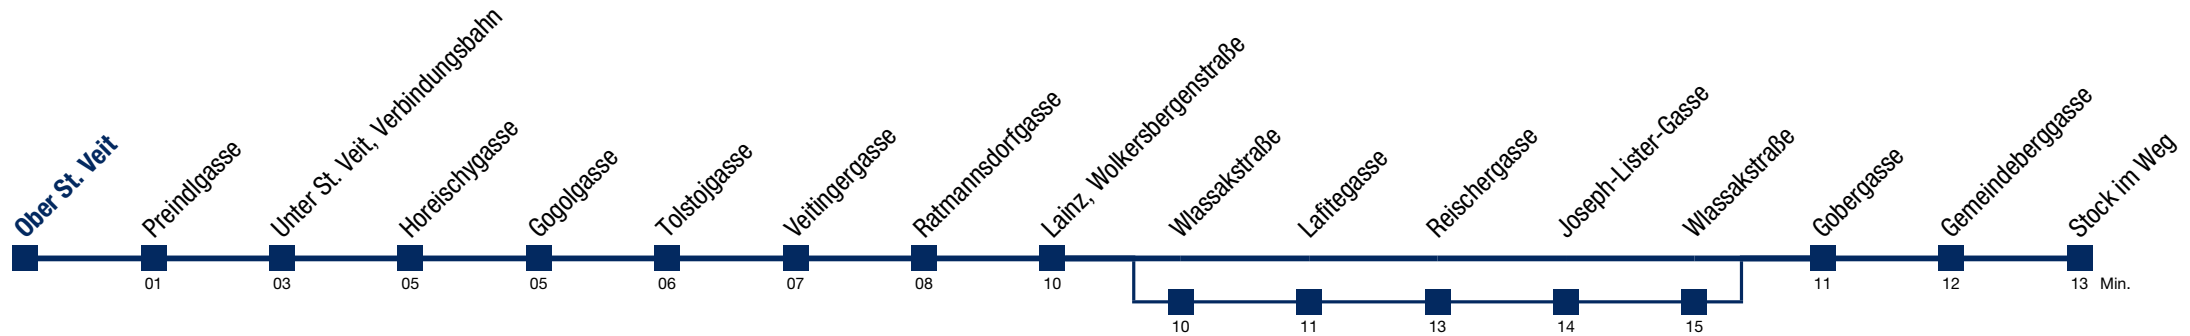 Ober St. Veit
Preindlgasse
Unter St. Veit, Verbindungsbahn
Horeischygasse
Gogolgasse
Tolstojgasse
Veitingergasse
Ratmannsdorfgasse
Lainz, Wolkersbergenstraße
Wlassakstraße
Lafitegasse
Reischergasse
Joseph-Lister-Gasse
Wlassakstraße
Gobergasse
Gemeindeberggasse
Stock im Weg
01 03 05 05 06 07 08 10 11 12 13 Min.
10 11 13 14 15